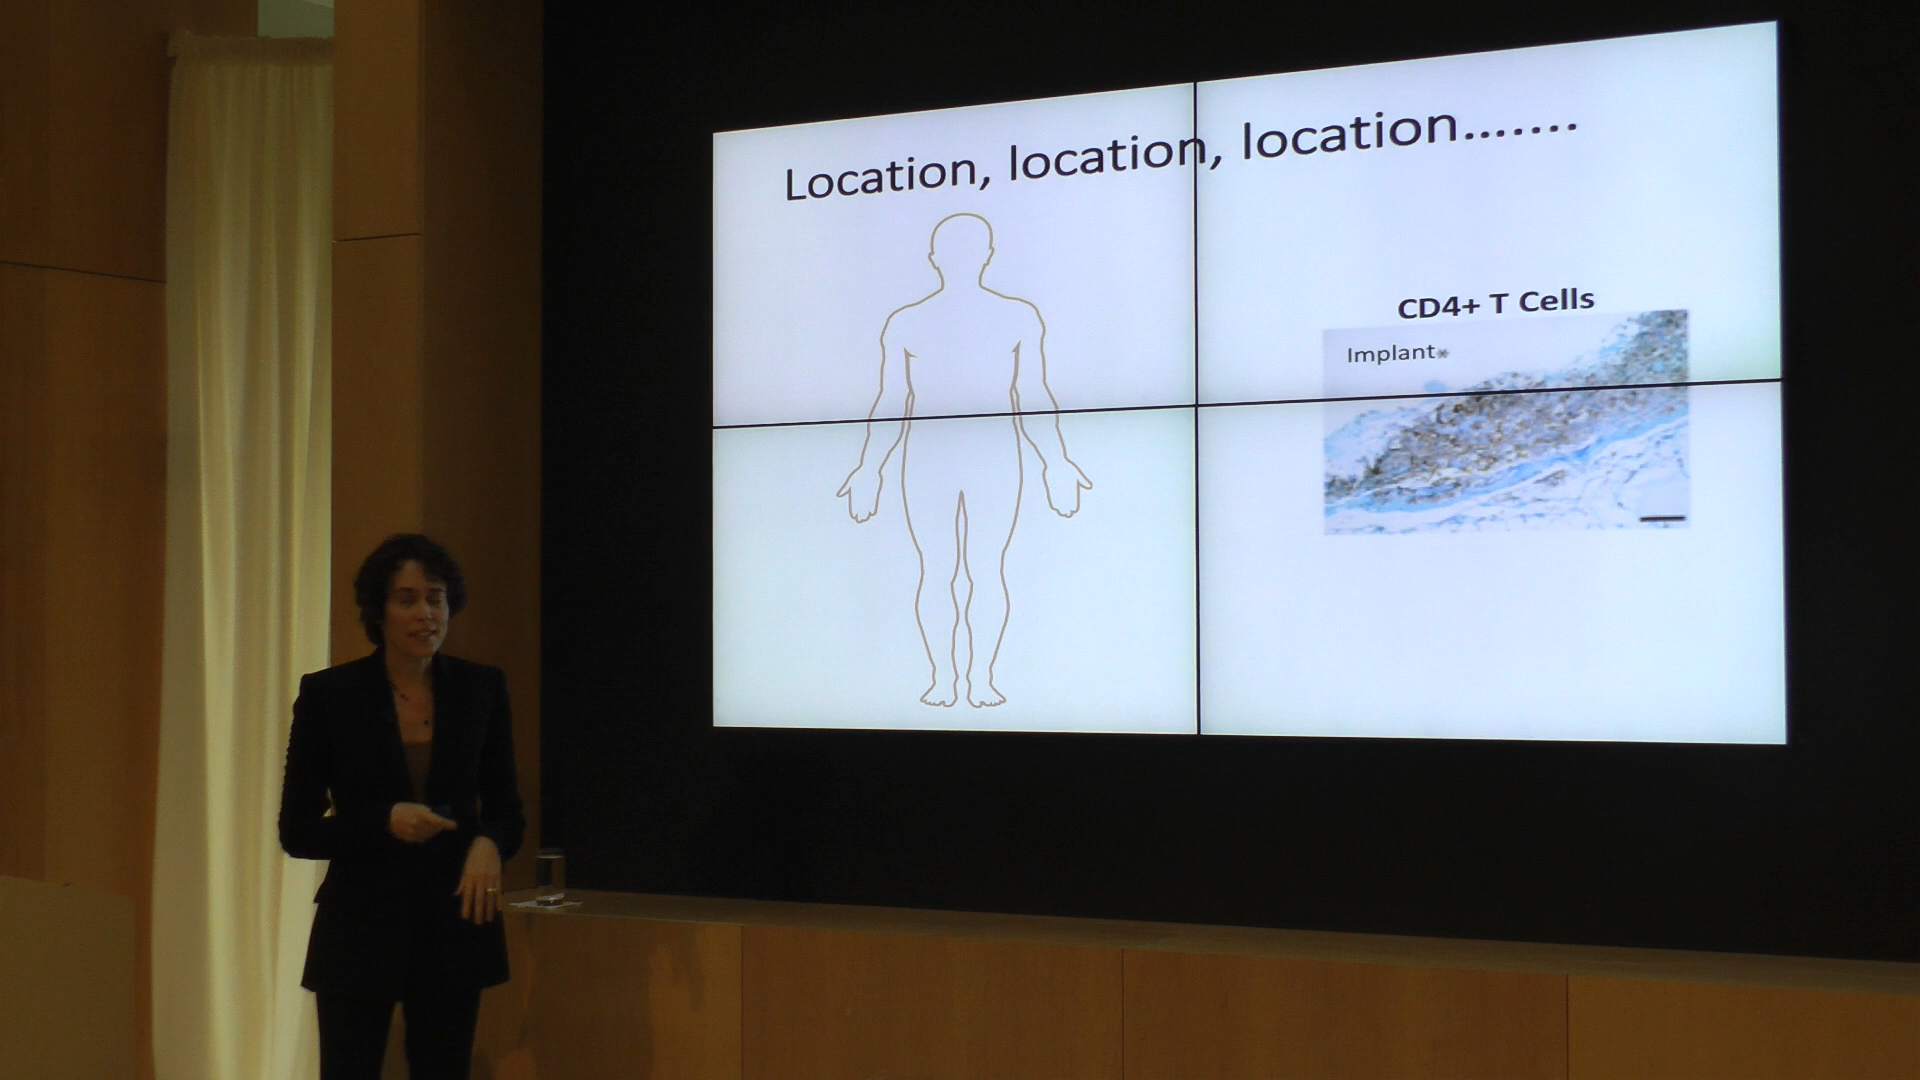 Location, location, location.......
CD4+ T Cells
Implant*